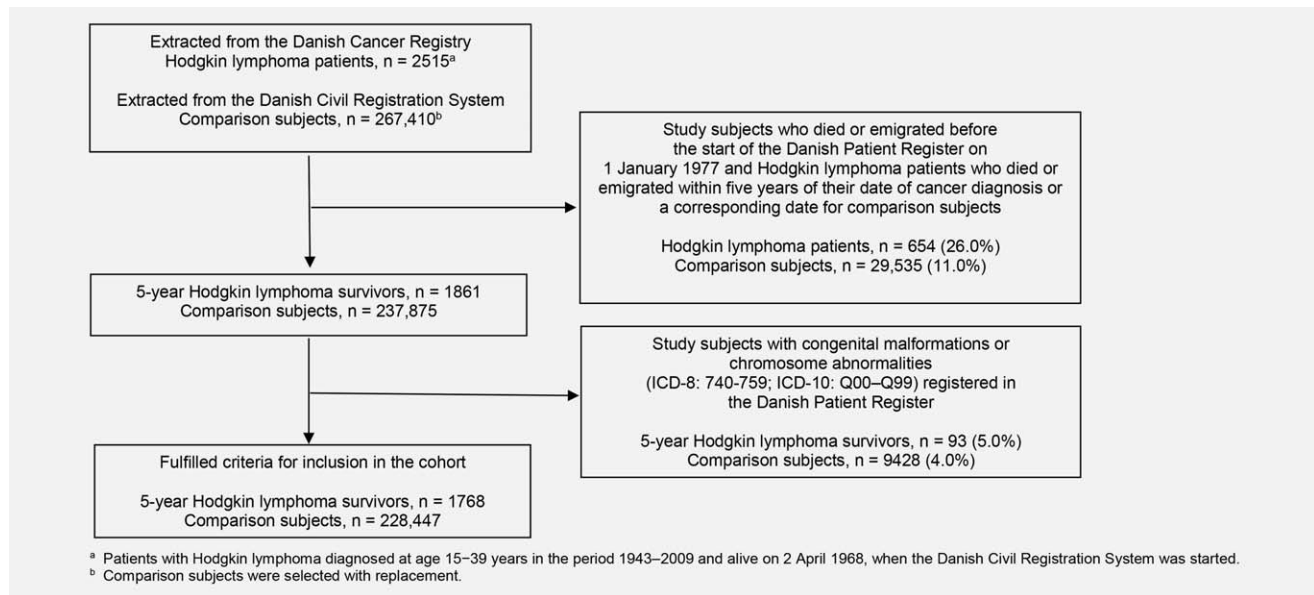 Extracted from the Danish Cancer Registry
Hodgkin lymphoma patients, n = 2515ᵃ
Extracted from the Danish Civil Registration System
Comparison subjects, n = 267,410ᵇ
Study subjects who died or emigrated before
the start of the Danish Patient Register on
1 January 1977 and Hodgkin lymphoma patients who died or
emigrated within five years of their date of cancer diagnosis or
a corresponding date for comparison subjects
Hodgkin lymphoma patients, n = 654 (26.0%)
Comparison subjects, n = 29,535 (11.0%)
5-year Hodgkin lymphoma survivors, n = 1861
Comparison subjects, n = 237,875
Study subjects with congenital malformations or
chromosome abnormalities
(ICD-8: 740-759; ICD-10: Q00–Q99) registered in
the Danish Patient Register
5-year Hodgkin lymphoma survivors, n = 93 (5.0%)
Comparison subjects, n = 9428 (4.0%)
Fulfilled criteria for inclusion in the cohort
5-year Hodgkin lymphoma survivors, n = 1768
Comparison subjects, n = 228,447
ᵃ Patients with Hodgkin lymphoma diagnosed at age 15−39 years in the period 1943–2009 and alive on 2 April 1968, when the Danish Civil Registration System was started.
ᵇ Comparison subjects were selected with replacement.